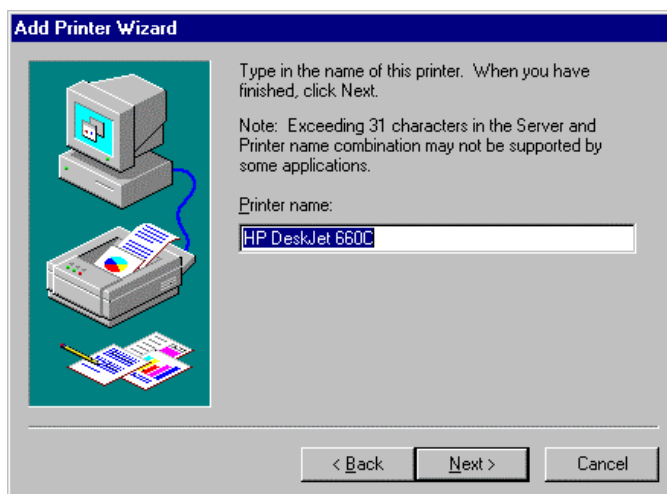 Add Printer Wizard
Type in the name of this printer.  When you have
finished, click Next.
Note:  Exceeding 31 characters in the Server and
Printer name combination may not be supported by
some applications.
Printer name:
HP DeskJet 660C
< Back
Next >
Cancel